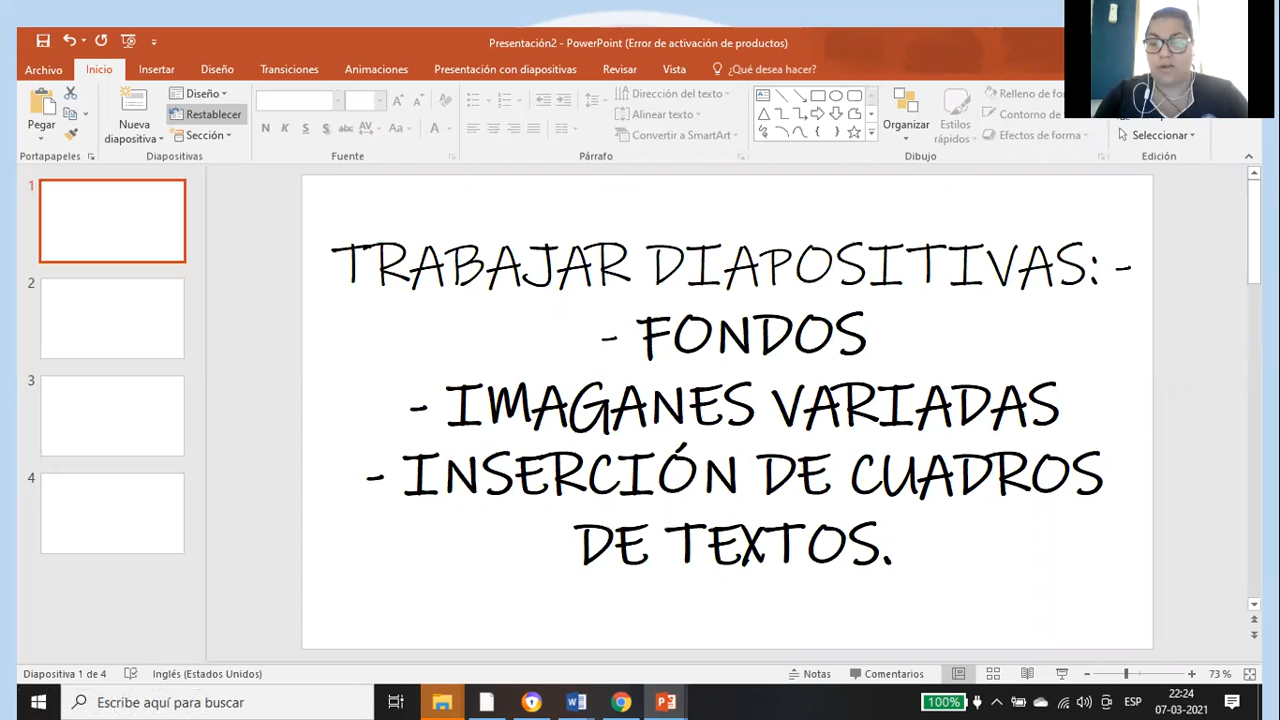 Presentación2 - PowerPoint (Error de activación de productos)
Archivo Inicio Insertar Diseño Transiciones Animaciones Presentación con diapositivas Revisar Vista ¿Qué desea hacer?
Pegar
Nueva diapositiva
Diseño
Restablecer
Sección
N K S abc AV Aa A
Dirección del texto
Alinear texto
Convertir a SmartArt
Organizar
Estilos rápidos
Relleno de
Contorno de
Efectos de forma
Seleccionar
Portapapeles Diapositivas Fuente Párrafo Dibujo Edición
1
2
3
4
TRABAJAR DIAPOSITIVAS: -
- FONDOS
- IMAGANES VARIADAS
- INSERCIÓN DE CUADROS
DE TEXTOS.
Diapositiva 1 de 4 Inglés (Estados Unidos) Notas Comentarios 73 %
Escribe aquí para buscar 100% ESP 22:24
07-03-2021